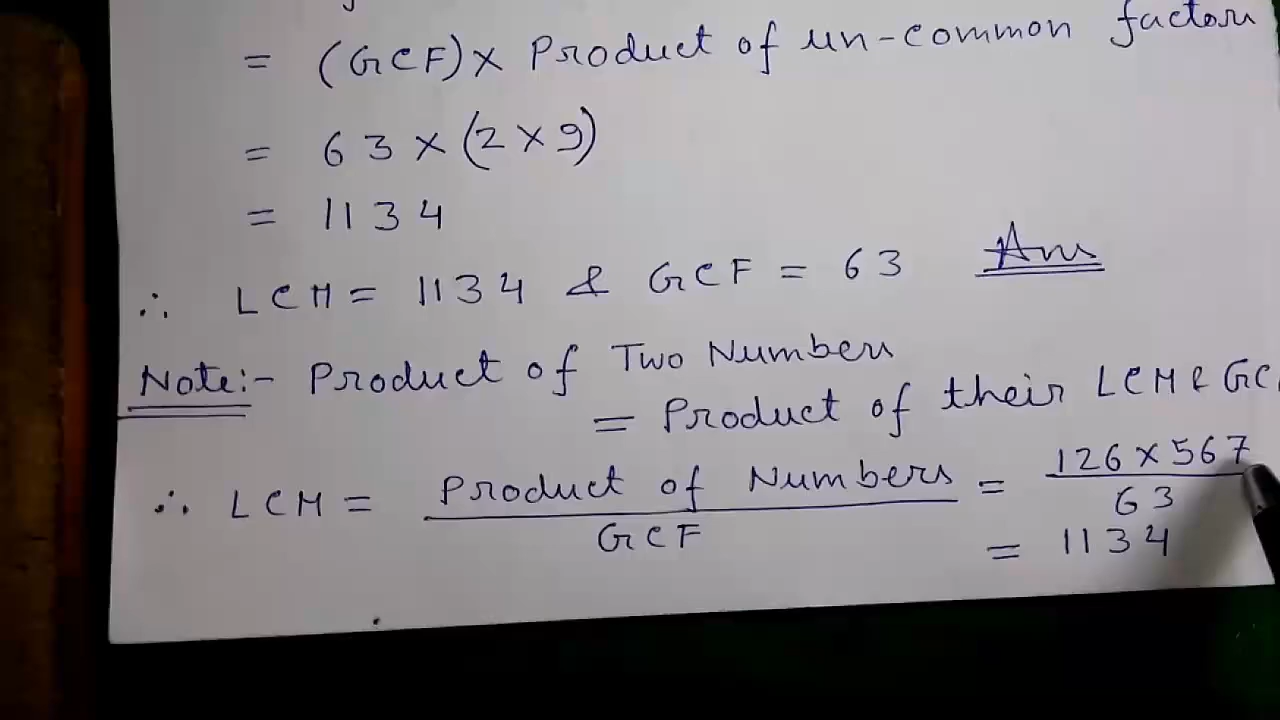 = (GCF) × Product of un-common factors
= 63 × (2 × 9)
= 1134
∴ LCM = 1134 & GCF = 63 Ans
Note:- Product of Two Numbers
= Product of their LCM & GC
∴ LCM = Product of Numbers / GCF = 126 × 567 / 63
= 1134